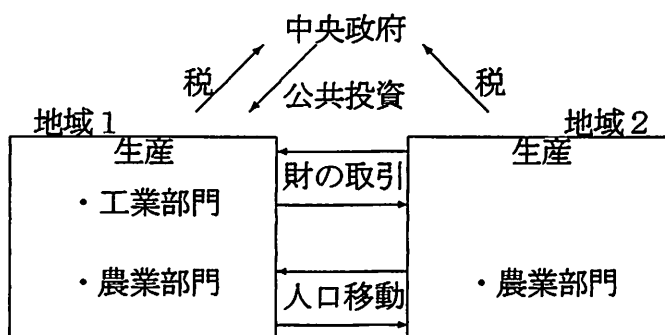 中央政府
税
公共投資
税
地域1
地域2
生産
財の取引
生産
・工業部門
・農業部門
人口移動
・農業部門